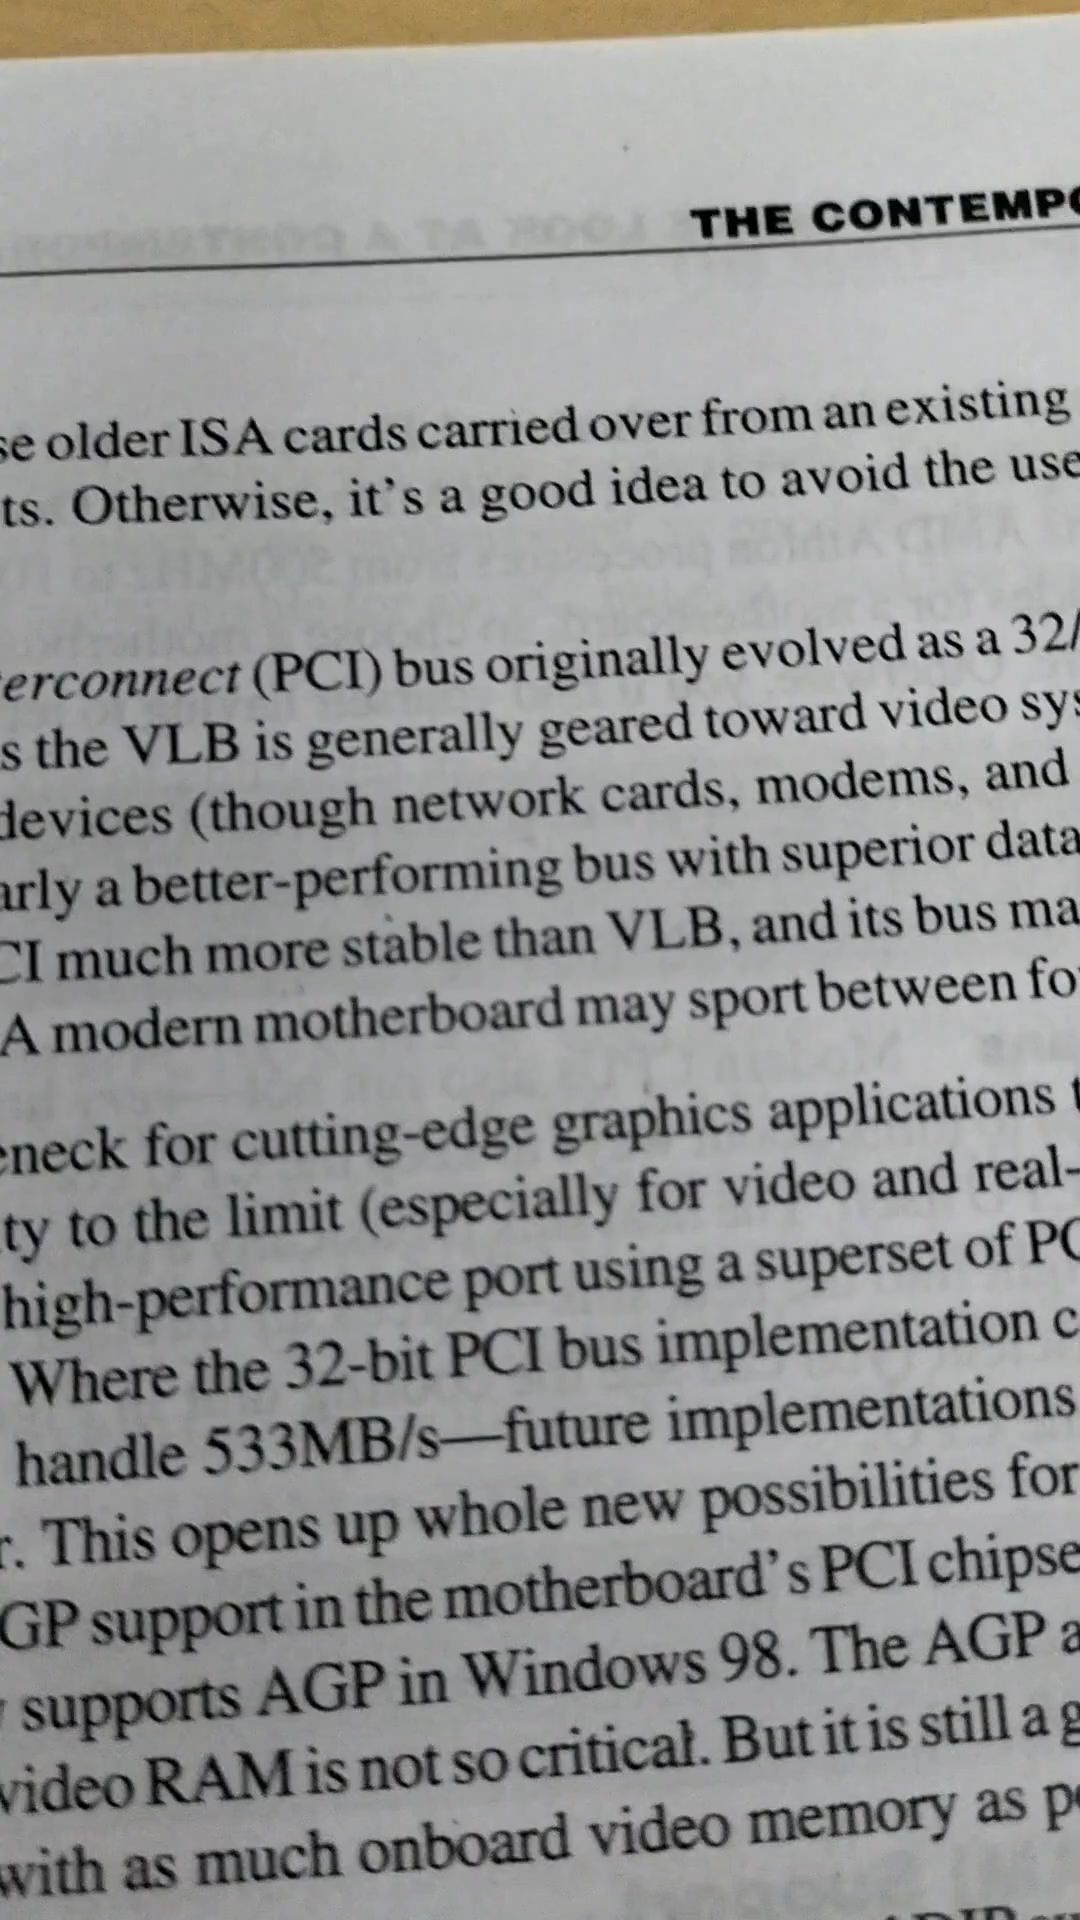 THE CONTEMPO
se older ISA cards carried over from an existing
ts. Otherwise, it's a good idea to avoid the use
erconnect (PCI) bus originally evolved as a 32/
s the VLB is generally geared toward video sys
devices (though network cards, modems, and
arly a better-performing bus with superior data
CI much more stable than VLB, and its bus ma
A modern motherboard may sport between fo
eneck for cutting-edge graphics applications t
ty to the limit (especially for video and real-
high-performance port using a superset of PC
Where the 32-bit PCI bus implementation c
handle 533MB/s—future implementations
r. This opens up whole new possibilities for
GP support in the motherboard's PCI chipse
supports AGP in Windows 98. The AGP a
video RAM is not so critical. But it is still a g
with as much onboard video memory as po